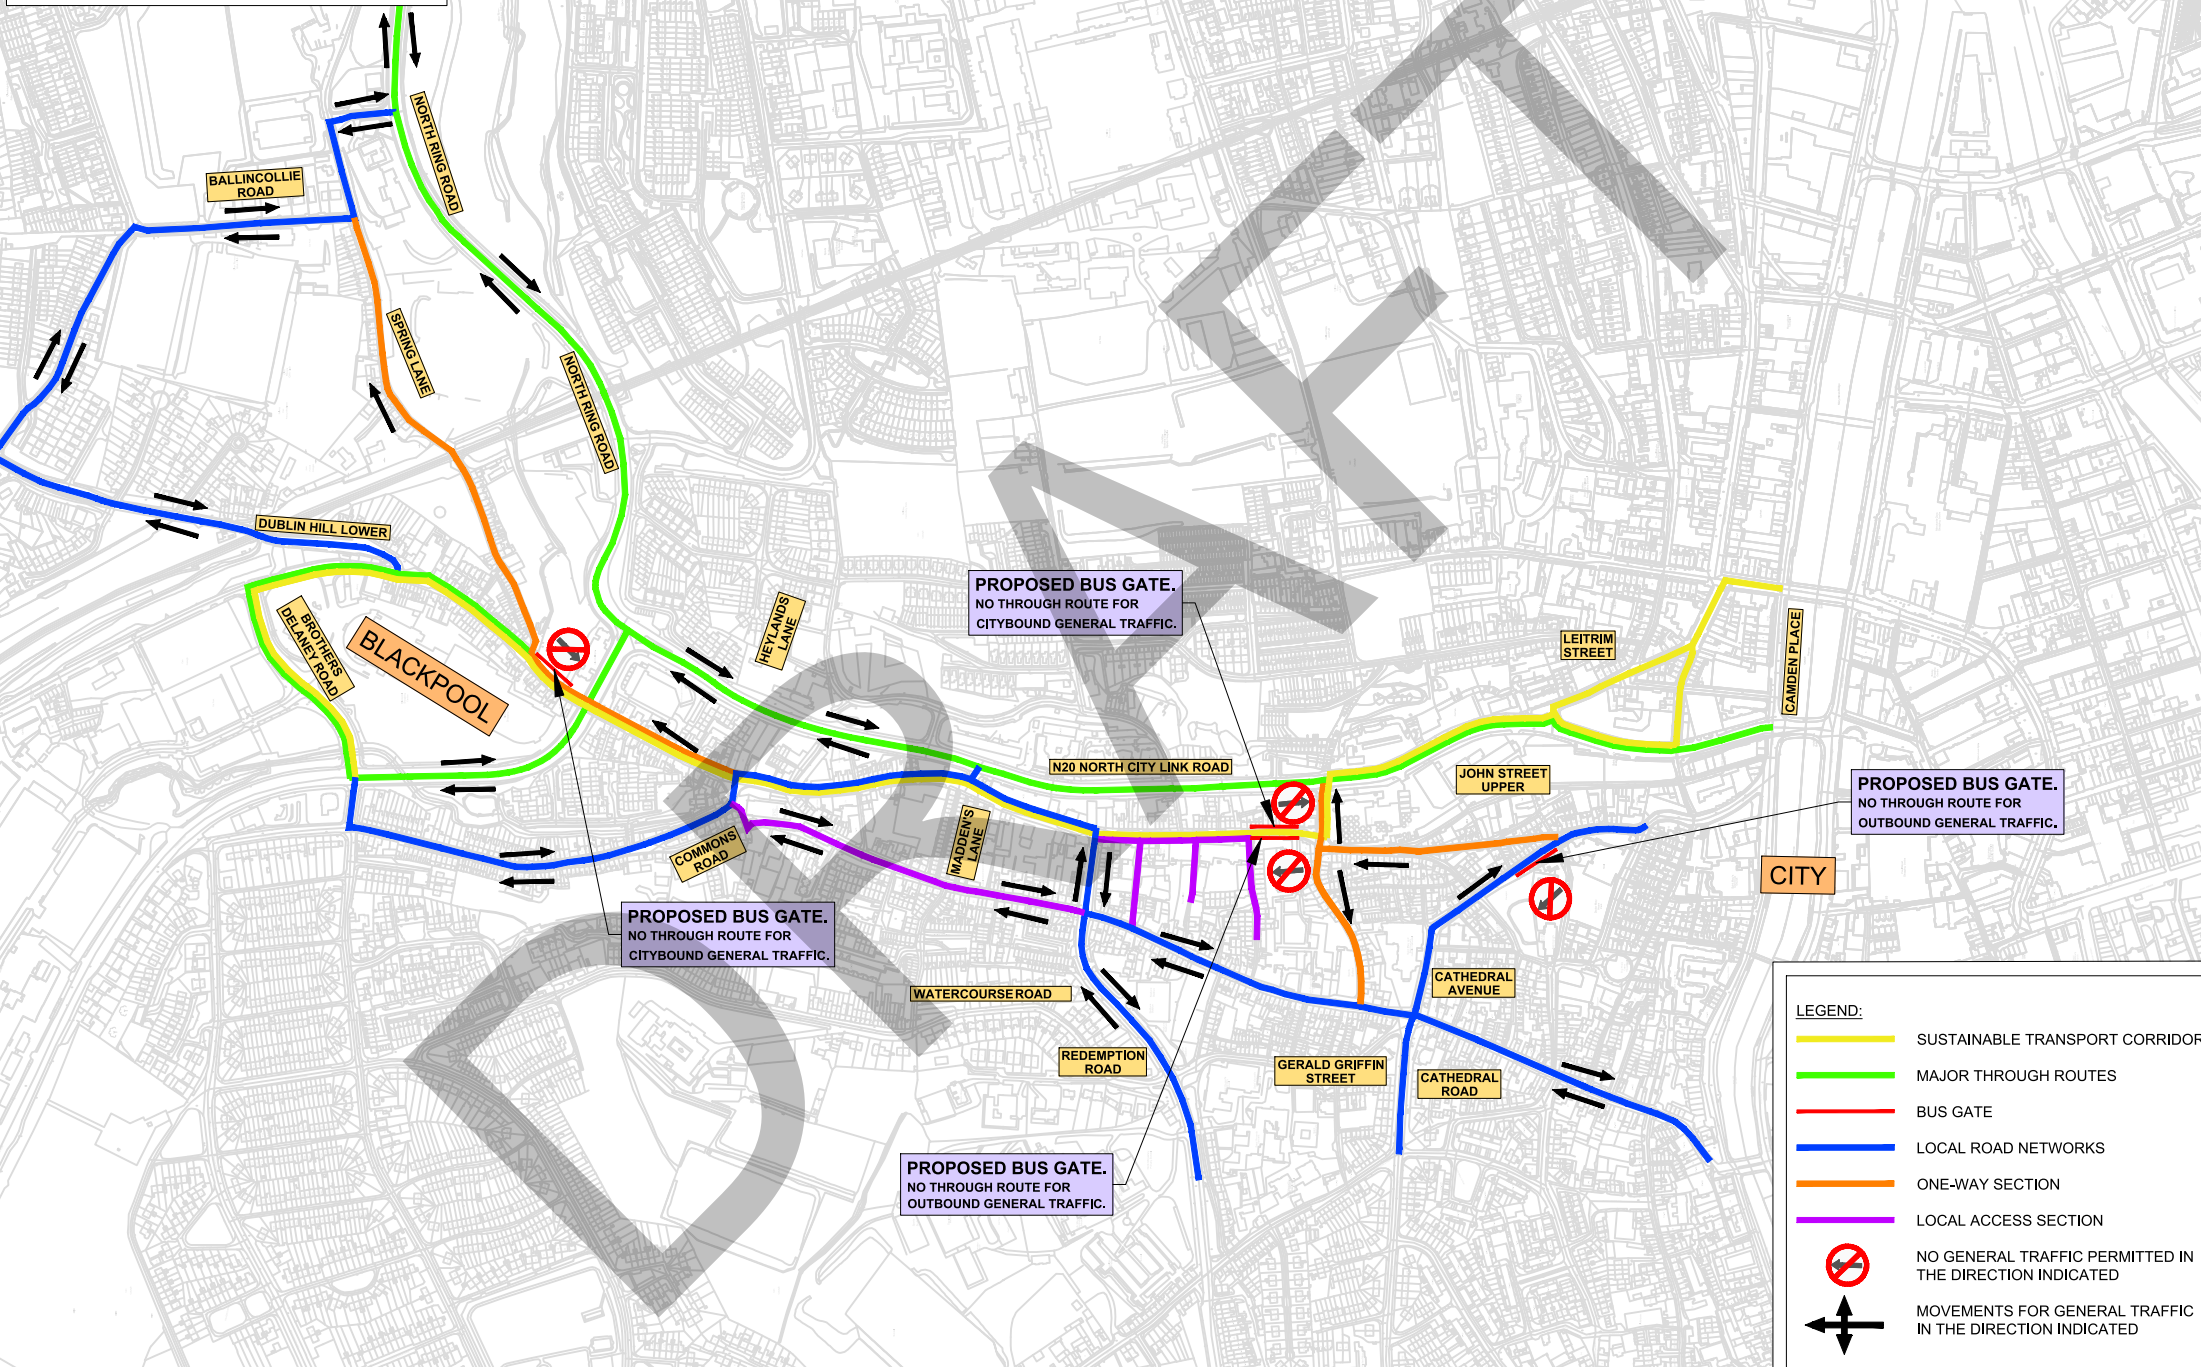 BALLINCOLLIE
ROAD
NORTH RING ROAD
SPRING LANE
NORTH RING ROAD
DUBLIN HILL LOWER
BROTHERS
DELANEY ROAD
BLACKPOOL
HEYLANDS
LANE
PROPOSED BUS GATE.
NO THROUGH ROUTE FOR
CITYBOUND GENERAL TRAFFIC.
LEITRIM
STREET
CAMDEN PLACE
N20 NORTH CITY LINK ROAD
JOHN STREET
UPPER
PROPOSED BUS GATE.
NO THROUGH ROUTE FOR
OUTBOUND GENERAL TRAFFIC.
CITY
COMMONS
ROAD
MADDEN'S
LANE
PROPOSED BUS GATE.
NO THROUGH ROUTE FOR
CITYBOUND GENERAL TRAFFIC.
WATERCOURSE ROAD
CATHEDRAL
AVENUE
REDEMPTION
ROAD
GERALD GRIFFIN
STREET
CATHEDRAL
ROAD
PROPOSED BUS GATE.
NO THROUGH ROUTE FOR
OUTBOUND GENERAL TRAFFIC.
DRAFT
LEGEND:
SUSTAINABLE TRANSPORT CORRIDOR
MAJOR THROUGH ROUTES
BUS GATE
LOCAL ROAD NETWORKS
ONE-WAY SECTION
LOCAL ACCESS SECTION
NO GENERAL TRAFFIC PERMITTED IN
THE DIRECTION INDICATED
MOVEMENTS FOR GENERAL TRAFFIC
IN THE DIRECTION INDICATED